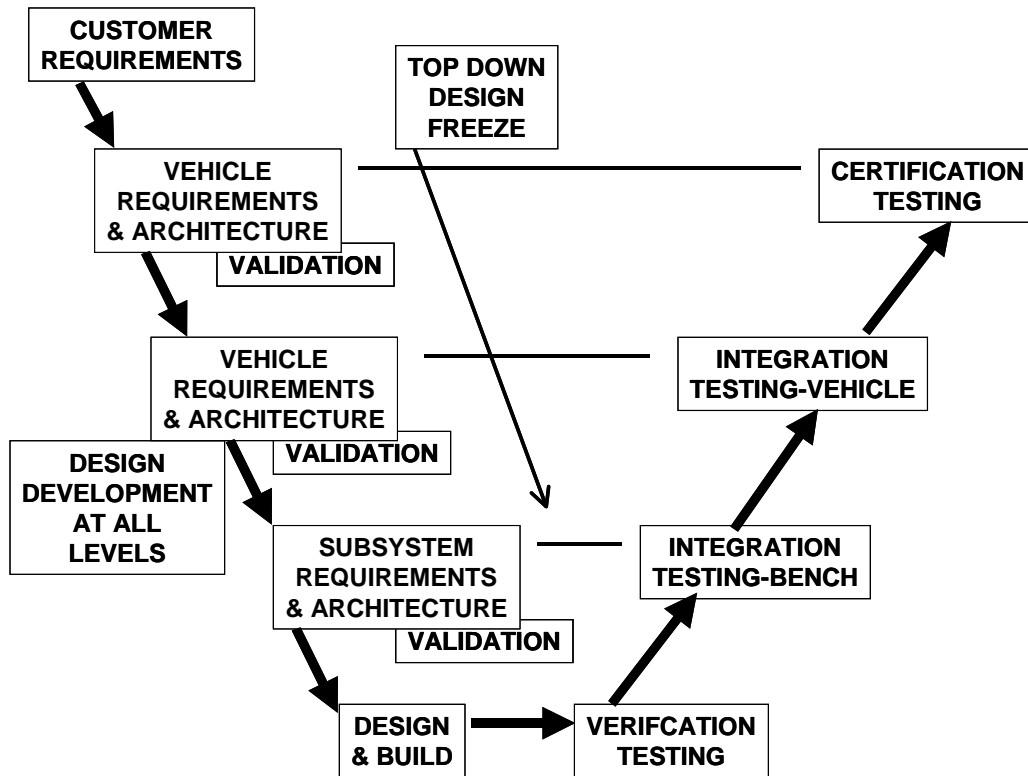 CUSTOMER
REQUIREMENTS
TOP DOWN
DESIGN
FREEZE
VEHICLE
REQUIREMENTS
& ARCHITECTURE
VALIDATION
CERTIFICATION
TESTING
VEHICLE
REQUIREMENTS
& ARCHITECTURE
VALIDATION
INTEGRATION
TESTING-VEHICLE
DESIGN
DEVELOPMENT
AT ALL
LEVELS
SUBSYSTEM
REQUIREMENTS
& ARCHITECTURE
VALIDATION
INTEGRATION
TESTING-BENCH
DESIGN
& BUILD
VERIFCATION
TESTING